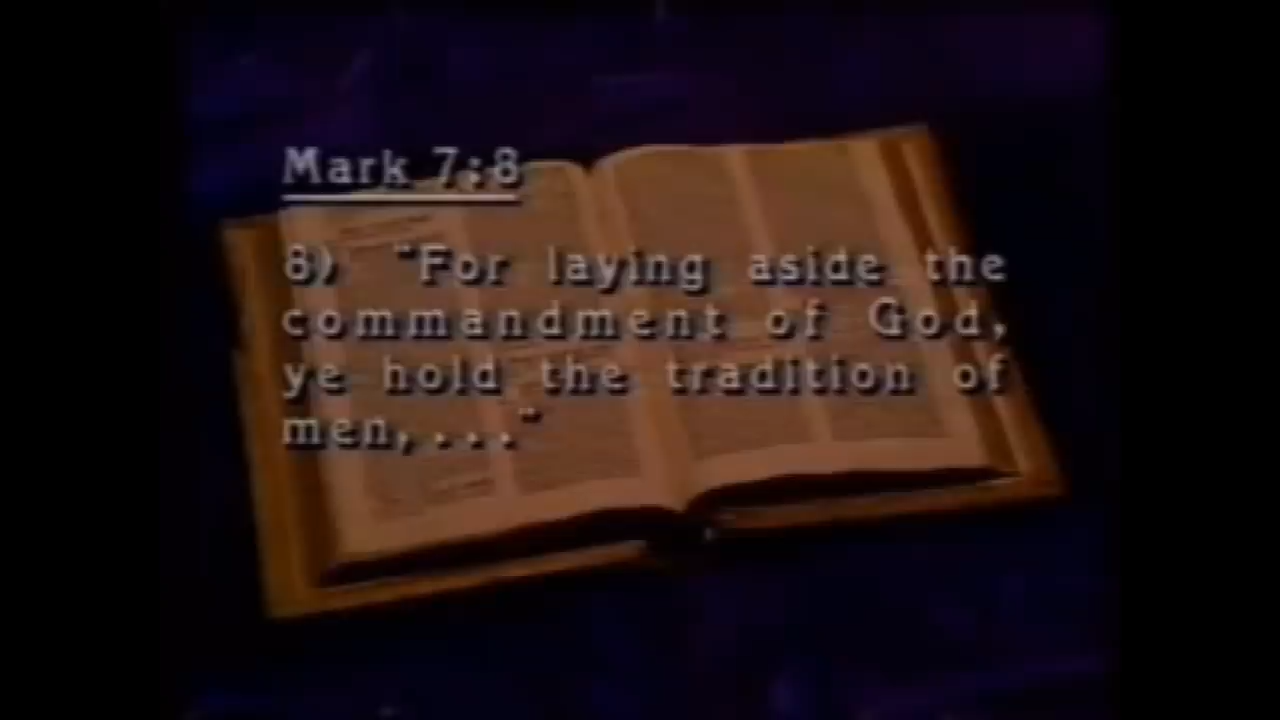 Mark 7:8
8) "For laying aside the
commandment of God,
ye hold the tradition of
men,..."